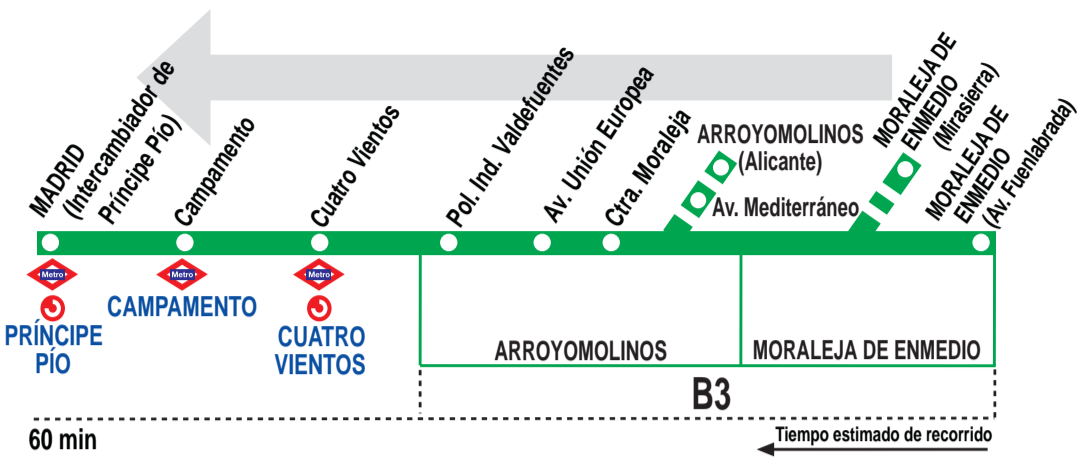 MADRID
(Intercambiador de
Príncipe Pío)
Campamento
Cuatro Vientos
Pol. Ind. Valdefuentes
Av. Unión Europea
Ctra. Moraleja
ARROYOMOLINOS
(Alicante)
Av. Mediterráneo
MORALEJA DE
ENMEDIO
(Mirasierra)
MORALEJA DE
ENMEDIO
(Av. Fuenlabrada)
Metro
Metro
Metro
PRÍNCIPE
PÍO
CAMPAMENTO
CUATRO
VIENTOS
ARROYOMOLINOS
MORALEJA DE ENMEDIO
B3
60 min
Tiempo estimado de recorrido